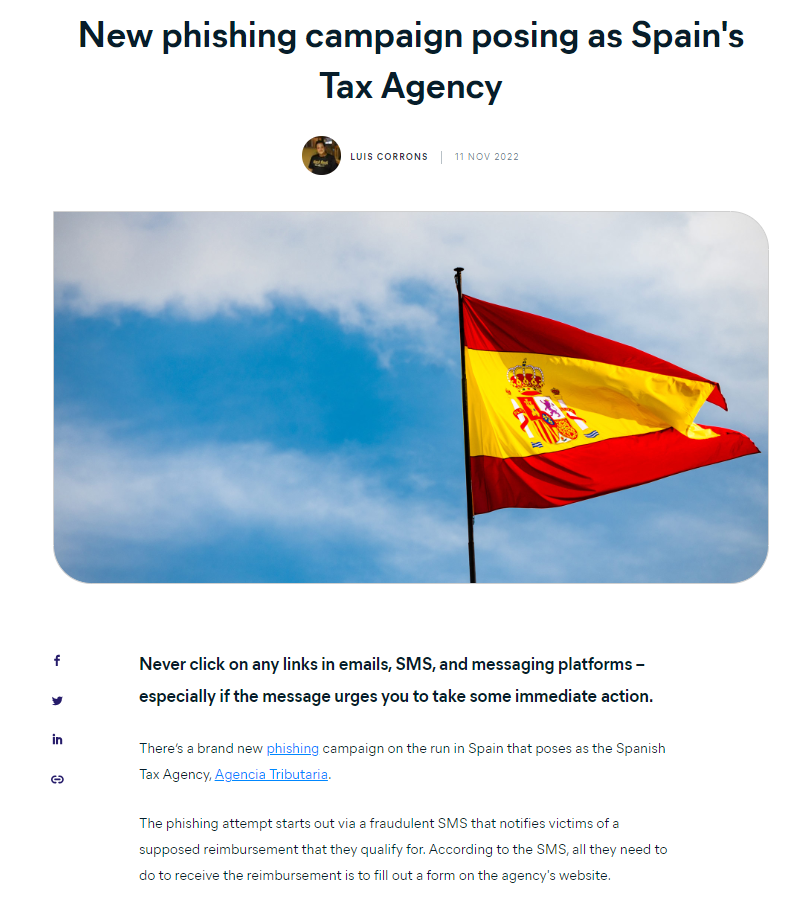 New phishing campaign posing as Spain's
Tax Agency
LUIS CORRONS | 11 NOV 2022
Never click on any links in emails, SMS, and messaging platforms –
especially if the message urges you to take some immediate action.
There's a brand new phishing campaign on the run in Spain that poses as the Spanish
Tax Agency, Agencia Tributaria.
The phishing attempt starts out via a fraudulent SMS that notifies victims of a
supposed reimbursement that they qualify for. According to the SMS, all they need to
do to receive the reimbursement is to fill out a form on the agency's website.